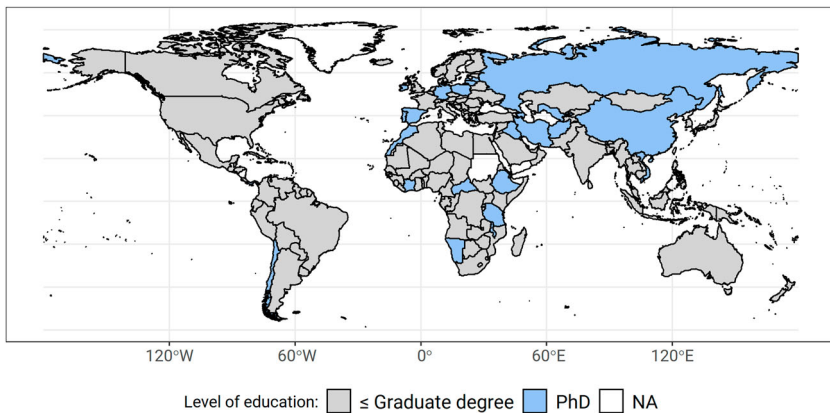 120°W 60°W 0° 60°E 120°E
Level of education: ≤ Graduate degree PhD NA